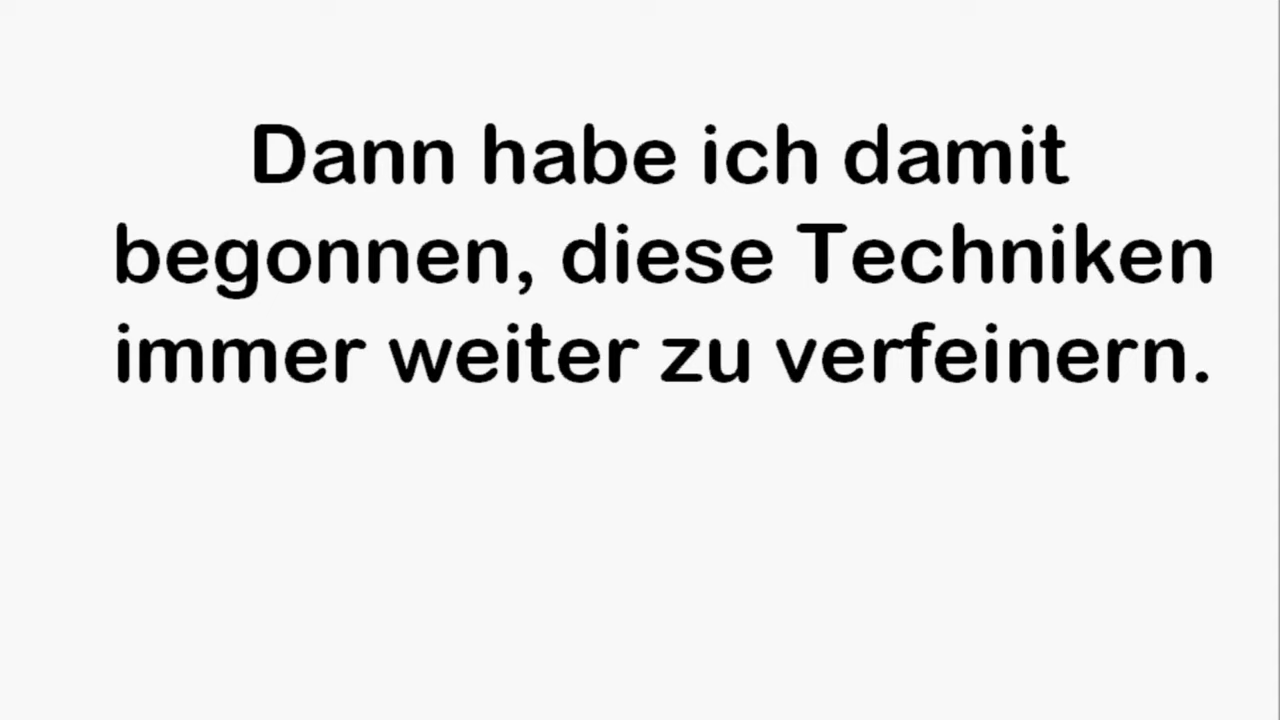 Dann habe ich damit
begonnen, diese Techniken
immer weiter zu verfeinern.